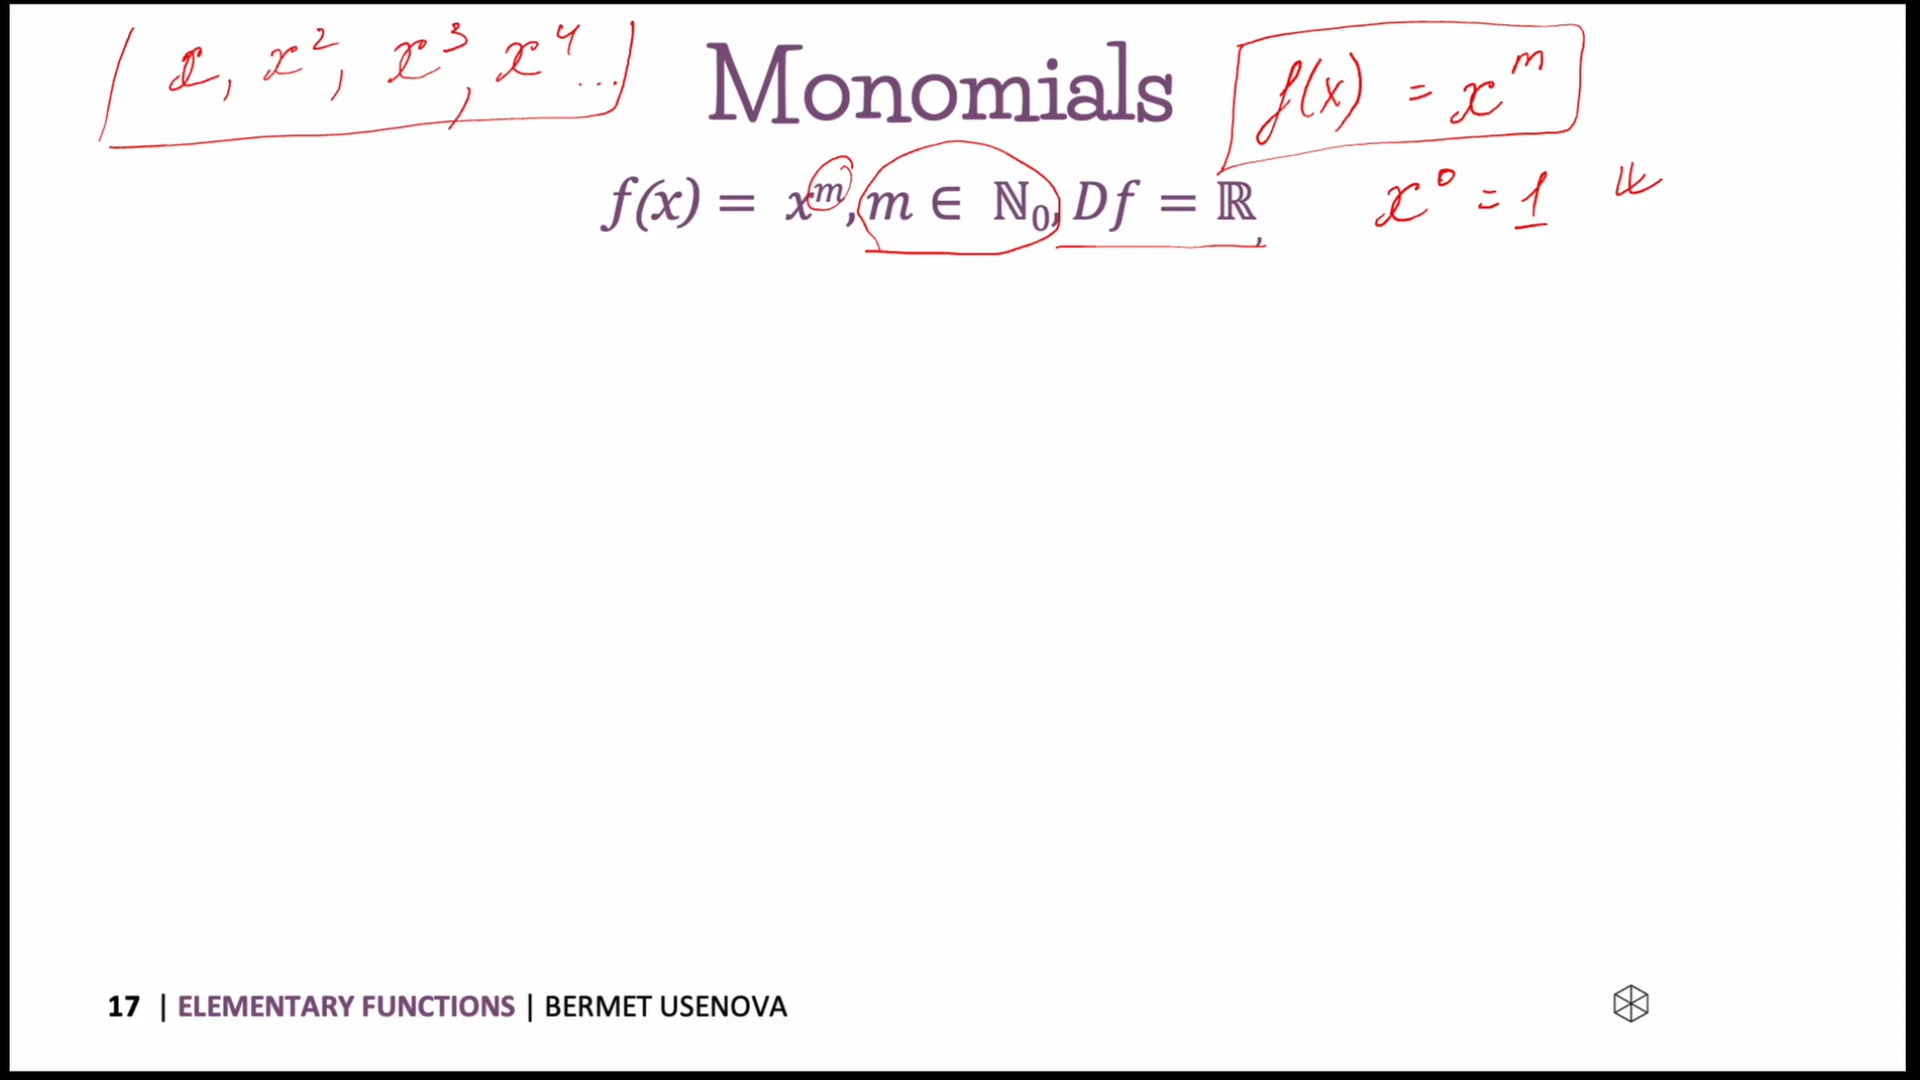 x, x², x³, x⁴ ...
Monomials
f(x) = xᵐ
f(x) = xᵐ, m ∈ ℕ₀, Df = ℝ,
x⁰ = 1
17 | ELEMENTARY FUNCTIONS | BERMET USENOVA